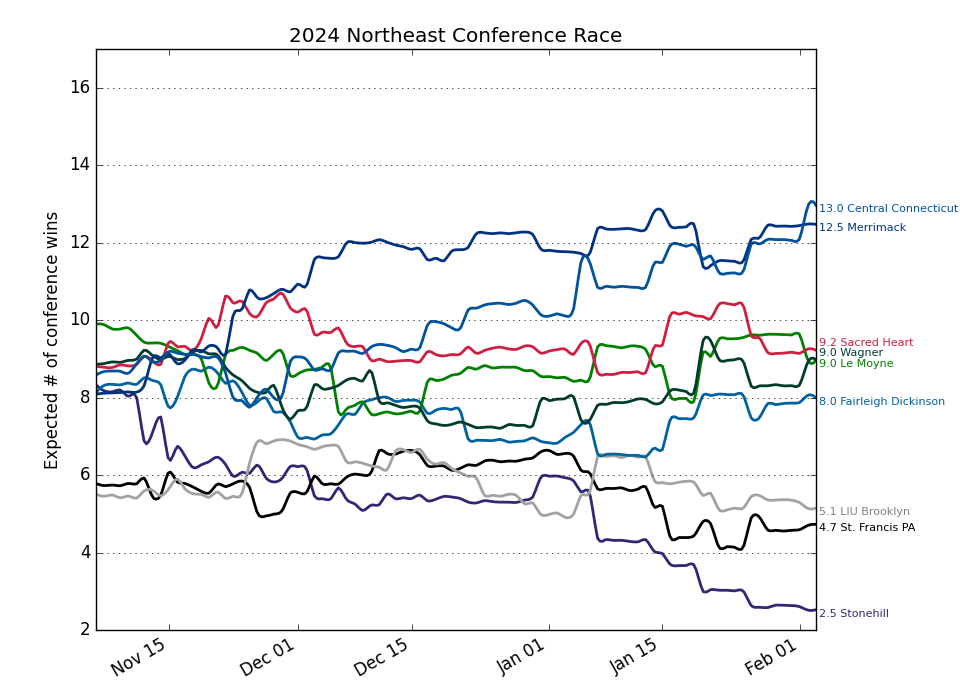 2024 Northeast Conference Race
Expected # of conference wins
16
14
12
10
8
6
4
2
13.0 Central Connecticut
12.5 Merrimack
9.2 Sacred Heart
9.0 Wagner
9.0 Le Moyne
8.0 Fairleigh Dickinson
5.1 LIU Brooklyn
4.7 St. Francis PA
2.5 Stonehill
Nov 15
Dec 01
Dec 15
Jan 01
Jan 15
Feb 01